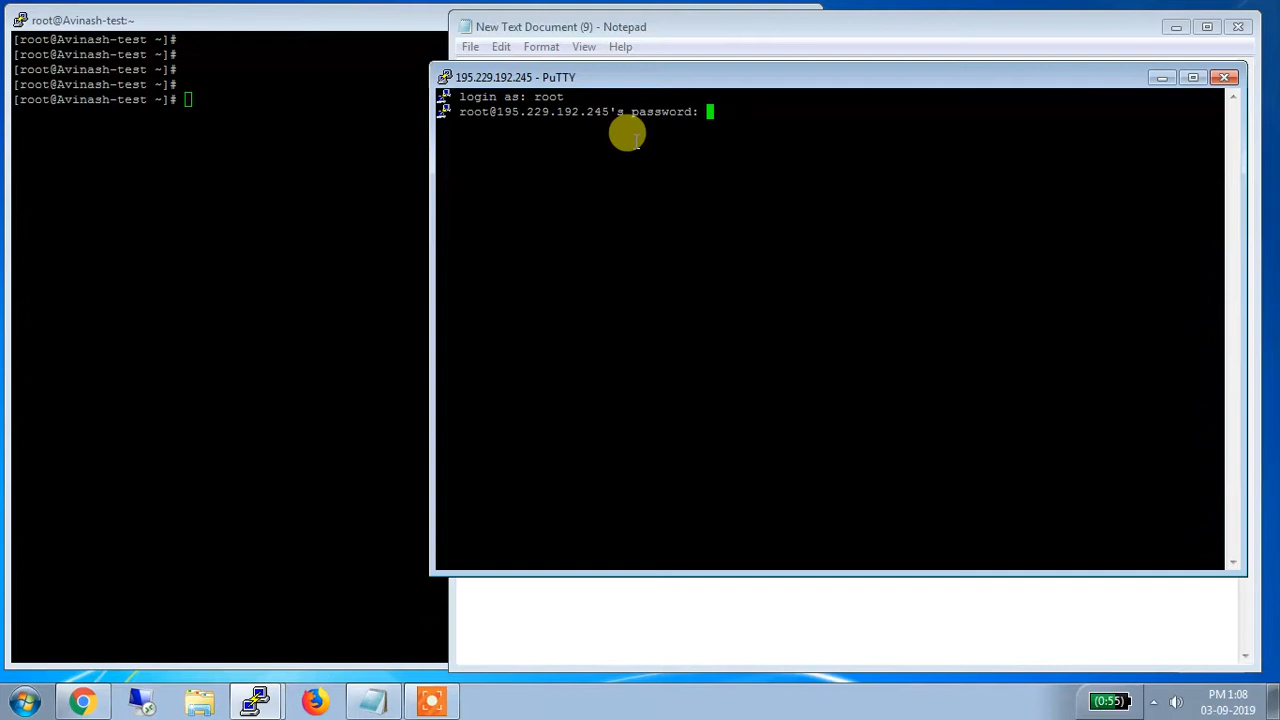 root@Avinash-test:~
[root@Avinash-test ~]#
[root@Avinash-test ~]#
[root@Avinash-test ~]#
[root@Avinash-test ~]#
[root@Avinash-test ~]#
New Text Document (9) - Notepad
File Edit Format View Help
195.229.192.245 - PuTTY
login as: root
root@195.229.192.245's password:
(0:55)
PM 1:08
03-09-2019